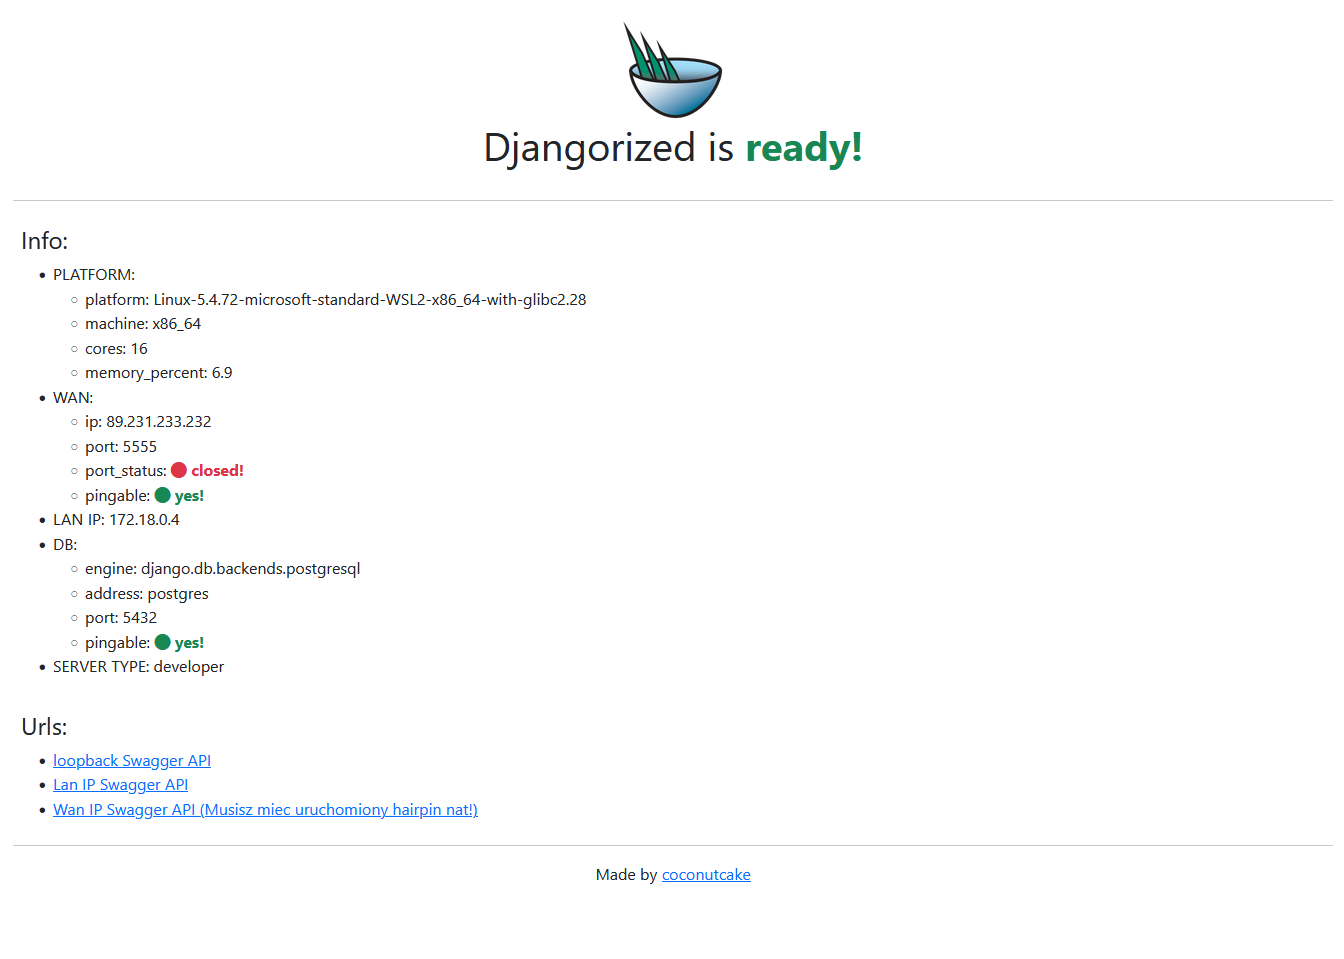 Djangorized is ready!
Info:
PLATFORM:
platform: Linux-5.4.72-microsoft-standard-WSL2-x86_64-with-glibc2.28
machine: x86_64
cores: 16
memory_percent: 6.9
WAN:
ip: 89.231.233.232
port: 5555
port_status: closed!
pingable: yes!
LAN IP: 172.18.0.4
DB:
engine: django.db.backends.postgresql
address: postgres
port: 5432
pingable: yes!
SERVER TYPE: developer
Urls:
loopback Swagger API
Lan IP Swagger API
Wan IP Swagger API (Musisz miec uruchomiony hairpin nat!)
Made by coconutcake